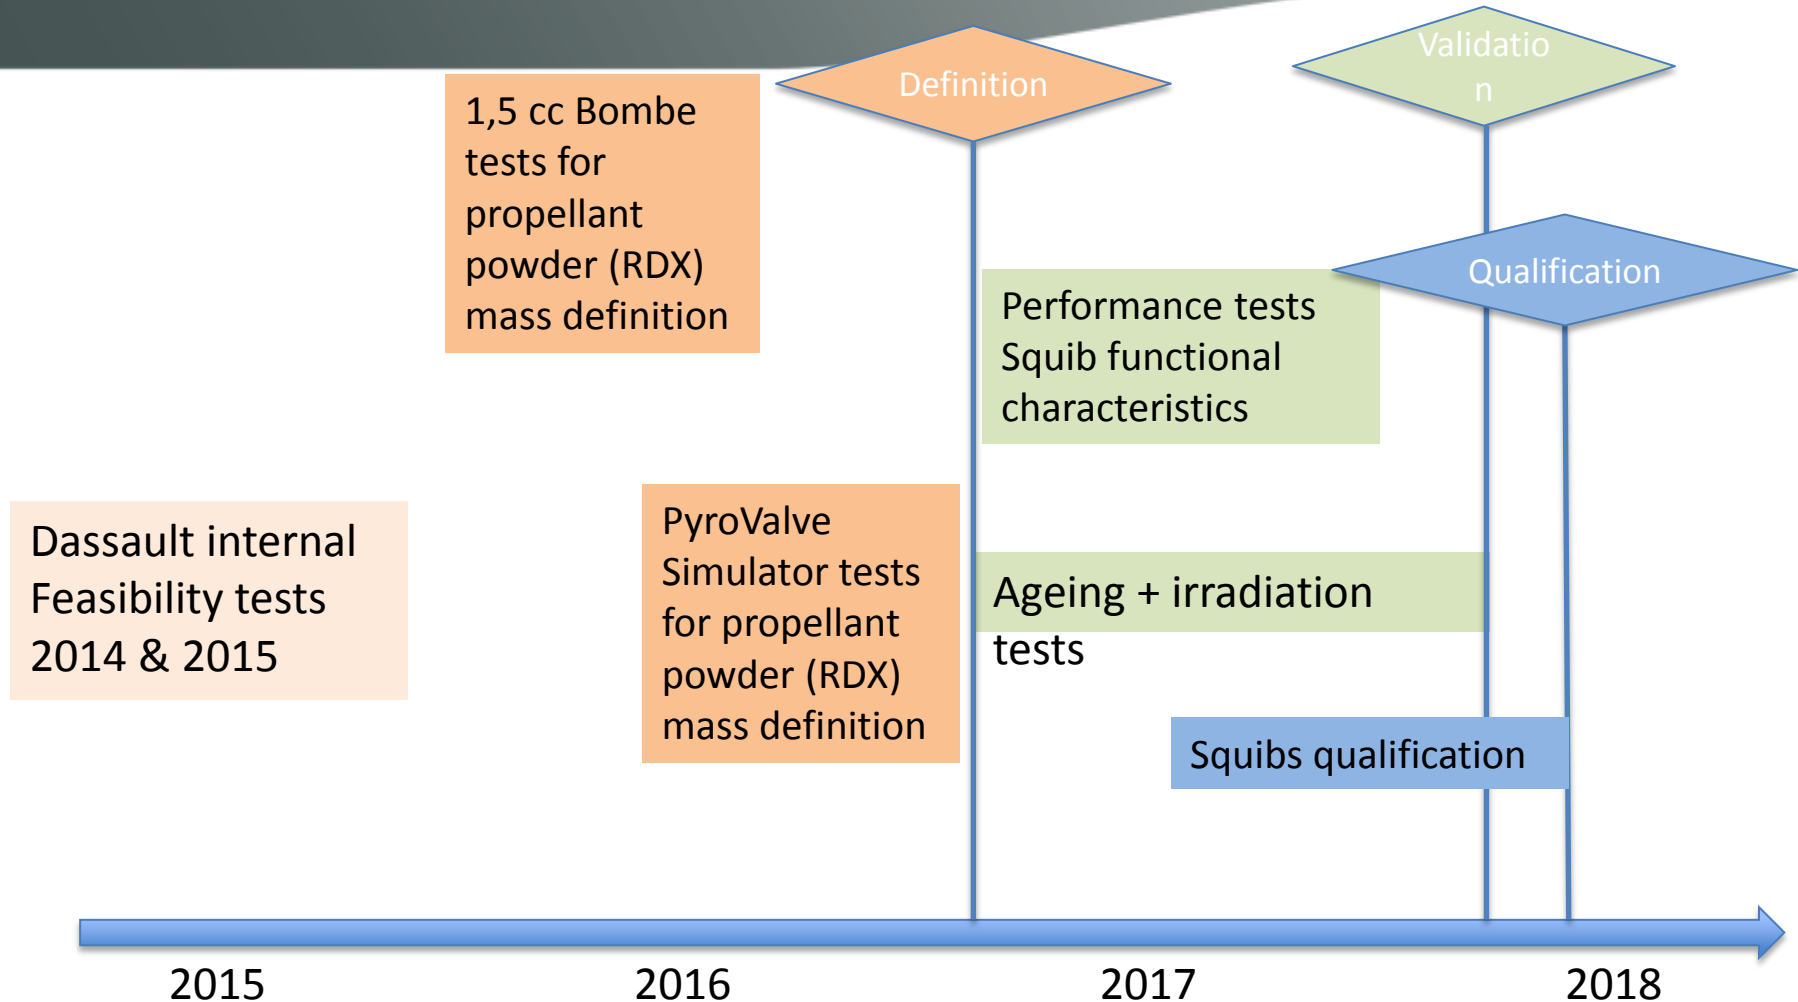 Definition
Validatio
n
1,5 cc Bombe
tests for
propellant
powder (RDX)
mass definition
Qualification
Performance tests
Squib functional
characteristics
Dassault internal
Feasibility tests
2014 & 2015
PyroValve
Simulator tests
for propellant
powder (RDX)
mass definition
Ageing + irradiation
tests
Squibs qualification
2015
2016
2017
2018